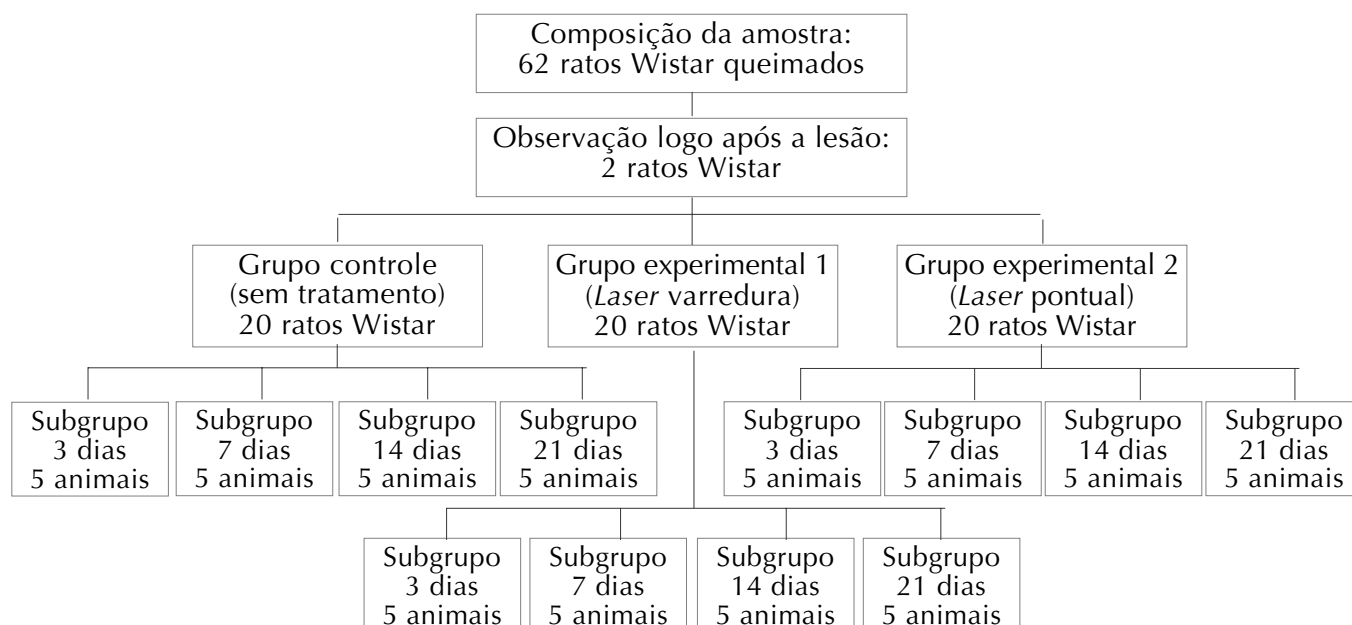 Composição da amostra:
62 ratos Wistar queimados
Observação logo após a lesão:
2 ratos Wistar
Grupo controle
(sem tratamento)
20 ratos Wistar
Grupo experimental 1
(Laser varredura)
20 ratos Wistar
Grupo experimental 2
(Laser pontual)
20 ratos Wistar
Subgrupo
3 dias
5 animais
Subgrupo
7 dias
5 animais
Subgrupo
14 dias
5 animais
Subgrupo
21 dias
5 animais
Subgrupo
3 dias
5 animais
Subgrupo
7 dias
5 animais
Subgrupo
14 dias
5 animais
Subgrupo
21 dias
5 animais
Subgrupo
3 dias
5 animais
Subgrupo
7 dias
5 animais
Subgrupo
14 dias
5 animais
Subgrupo
21 dias
5 animais